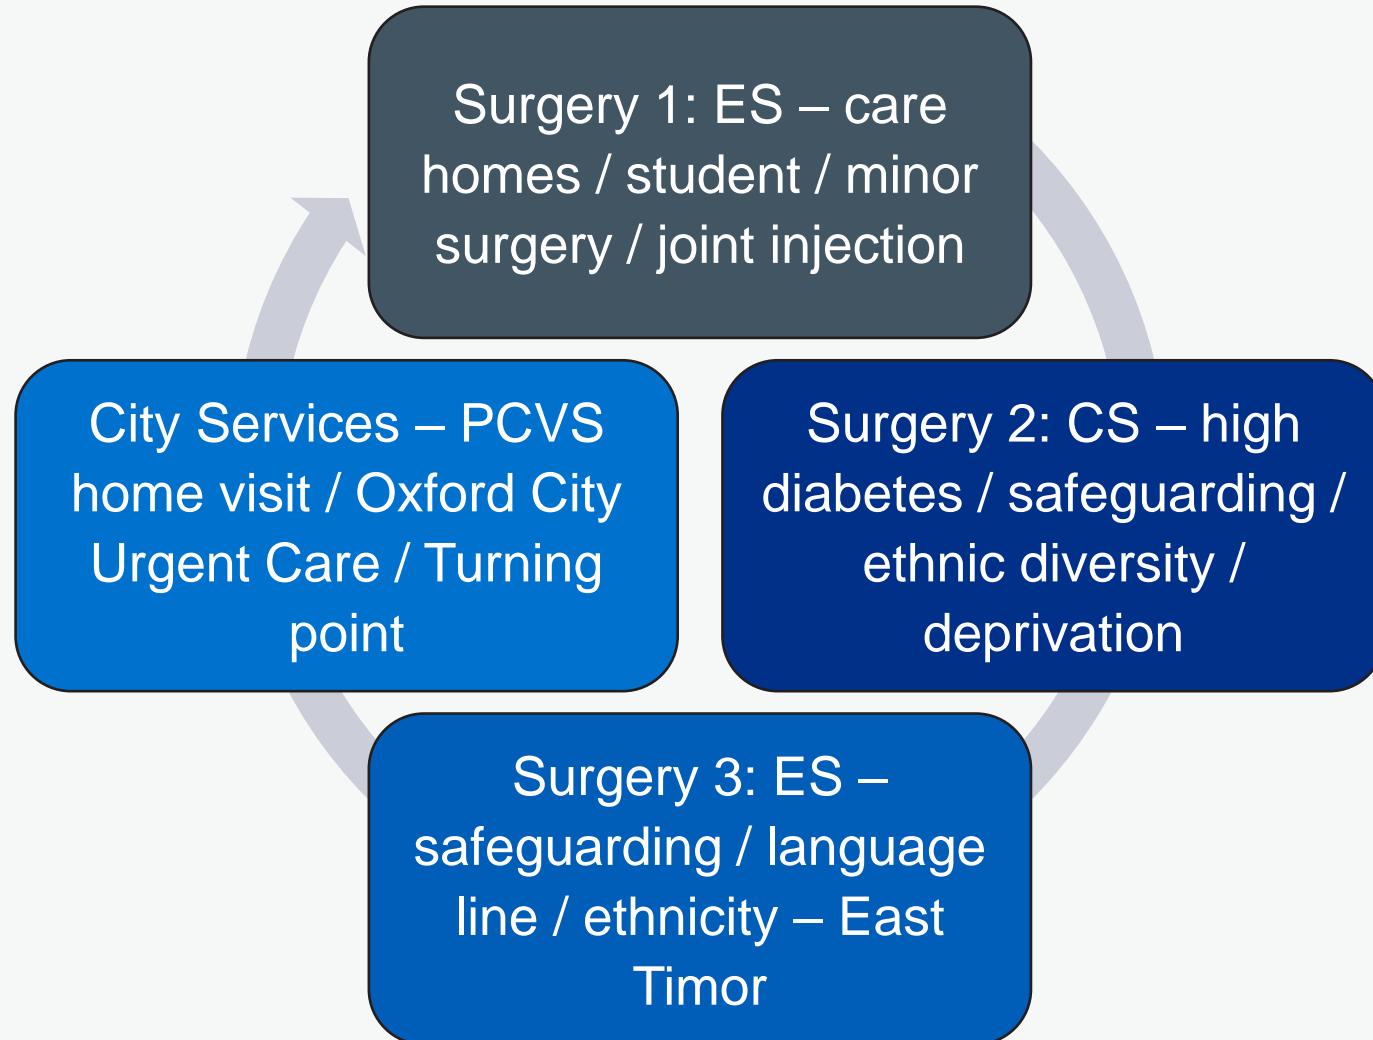 Surgery 1: ES – care
homes / student / minor
surgery / joint injection
City Services – PCVS
home visit / Oxford City
Urgent Care / Turning
point
Surgery 2: CS – high
diabetes / safeguarding /
ethnic diversity /
deprivation
Surgery 3: ES –
safeguarding / language
line / ethnicity – East
Timor